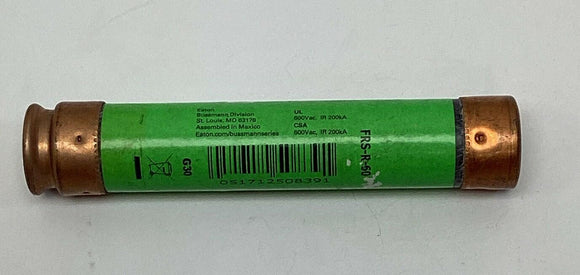 Eaton
Bussmann Division
St. Louis, MO 63178
Assembled in Mexico
Eaton.com/bussmannseries
UL
600Vac, IR 200kA
CSA
600Vac, IR 200kA
FRS-R-60
G30
051712508391